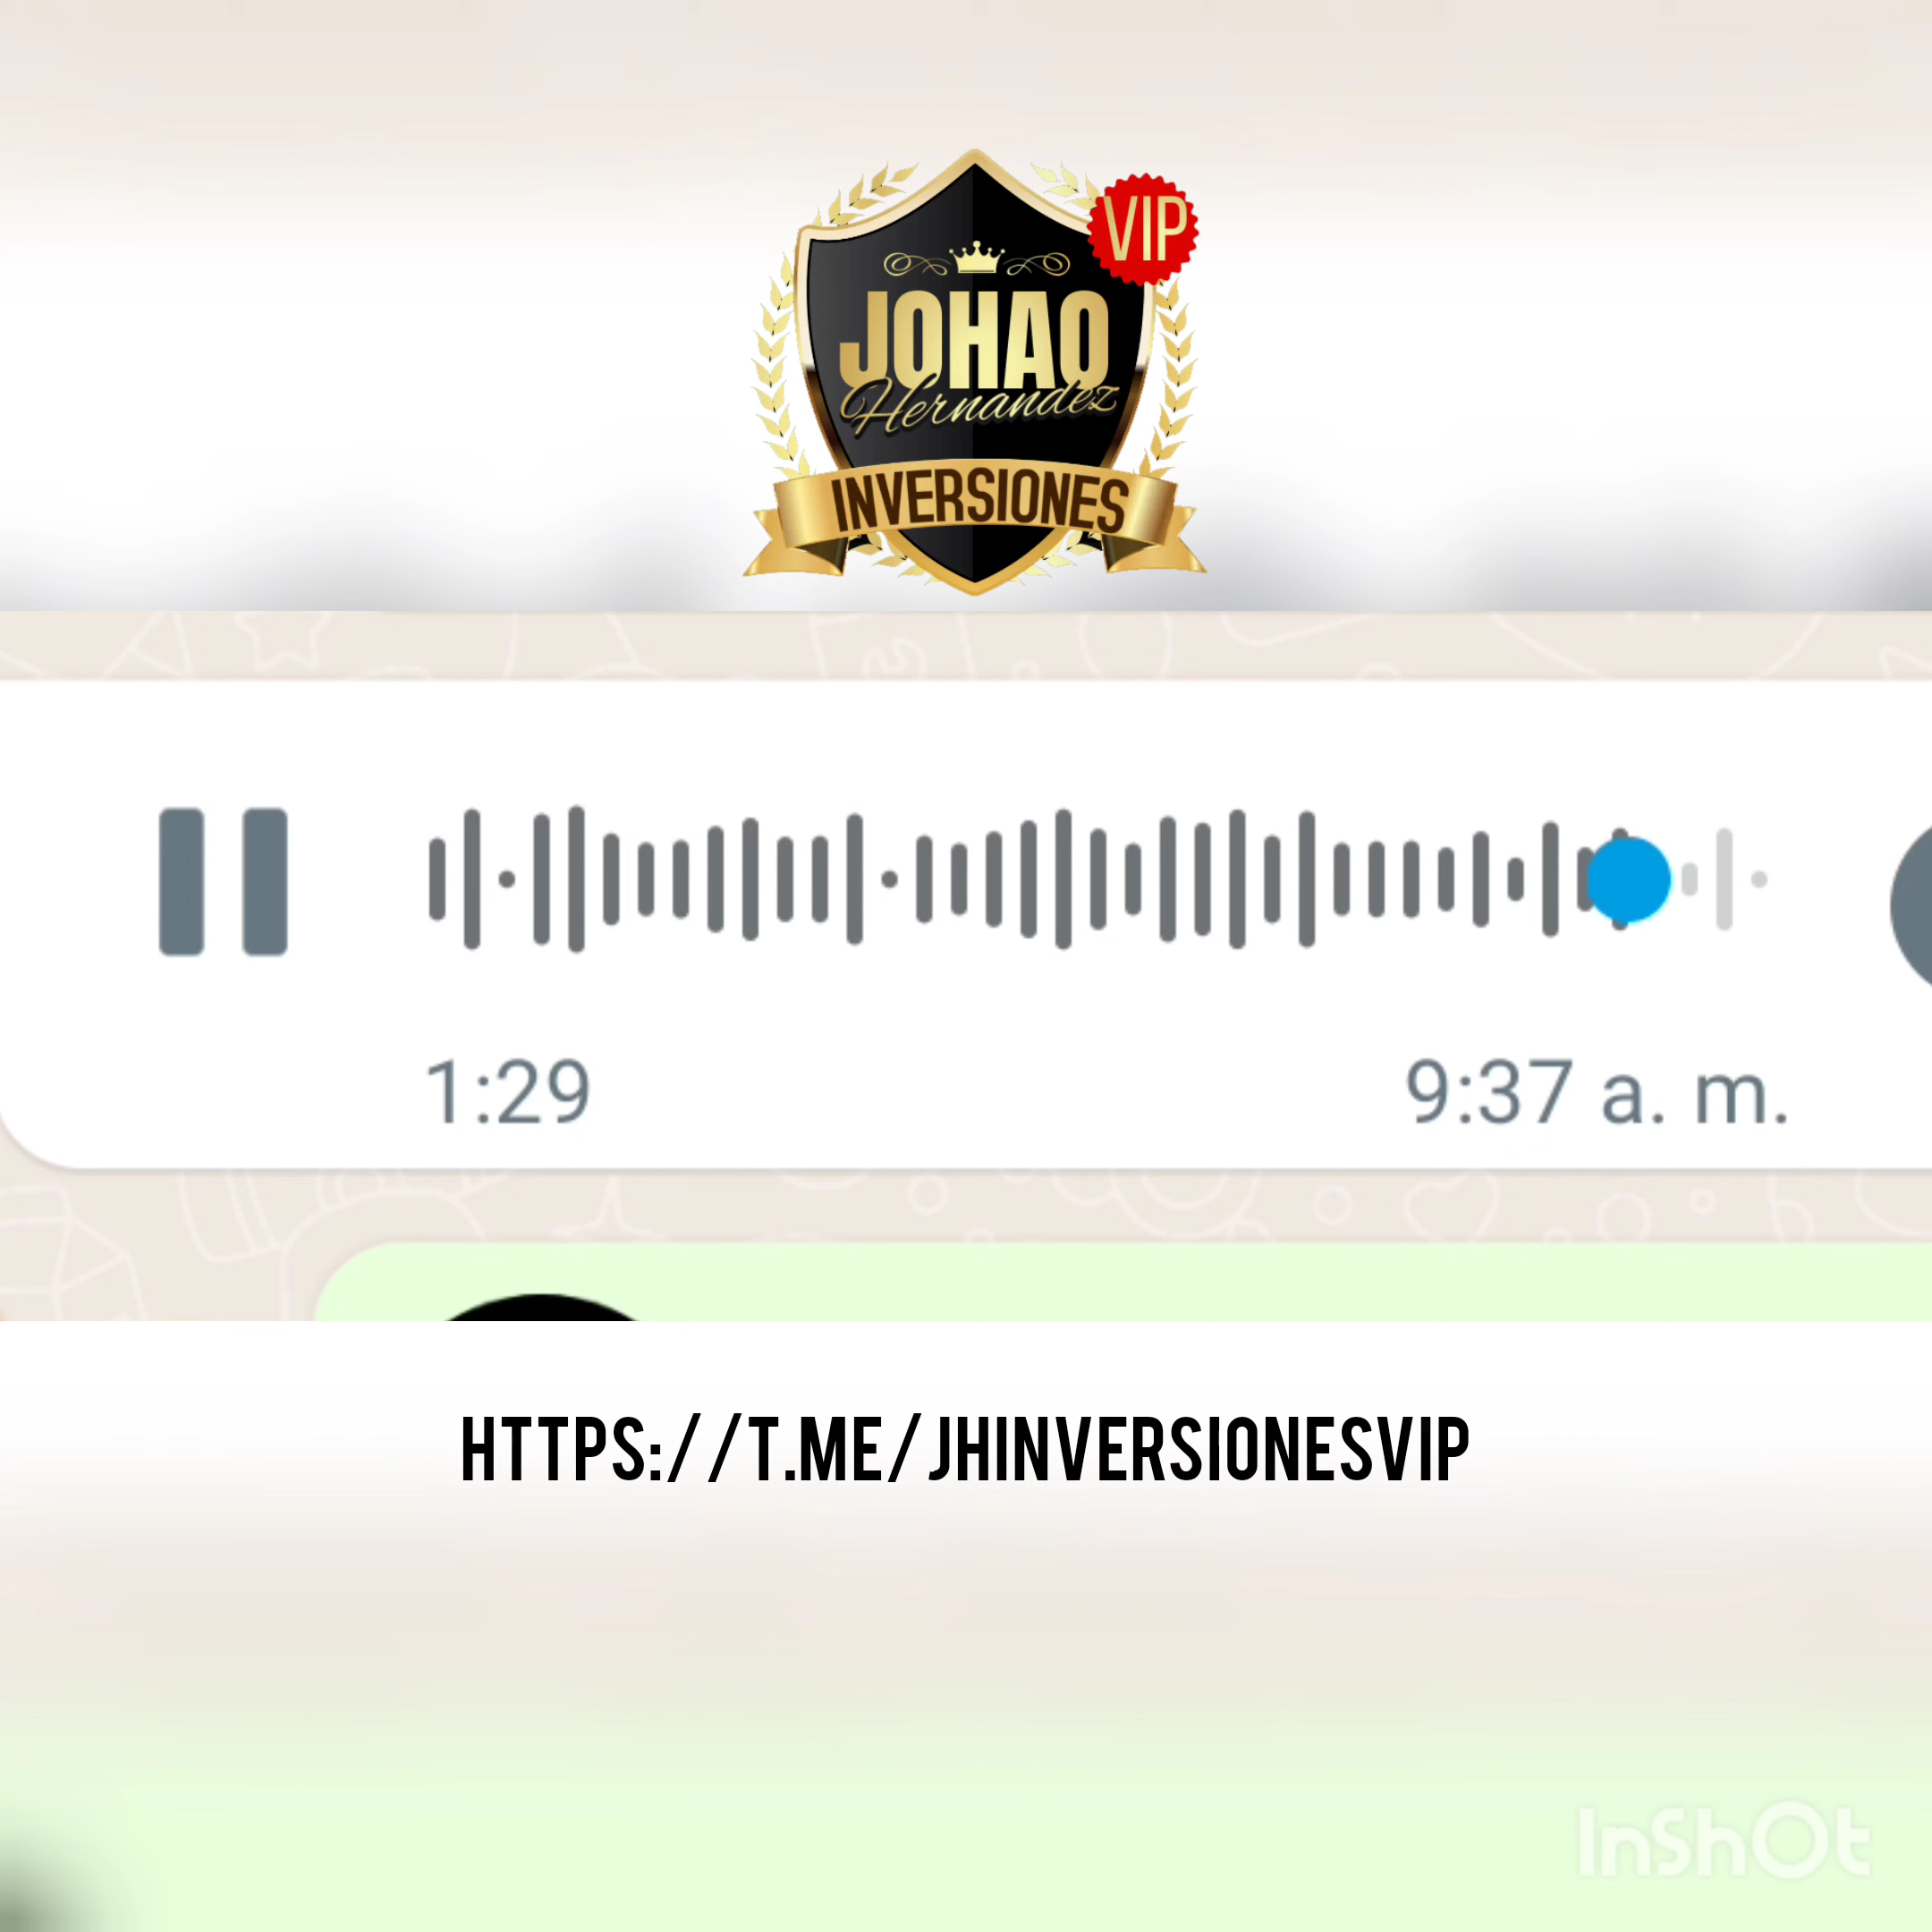 VIP
JOHAO
Hernandez
INVERSIONES
1:29
9:37 a. m.
HTTPS://T.ME/JHINVERSIONESVIP
InShOt